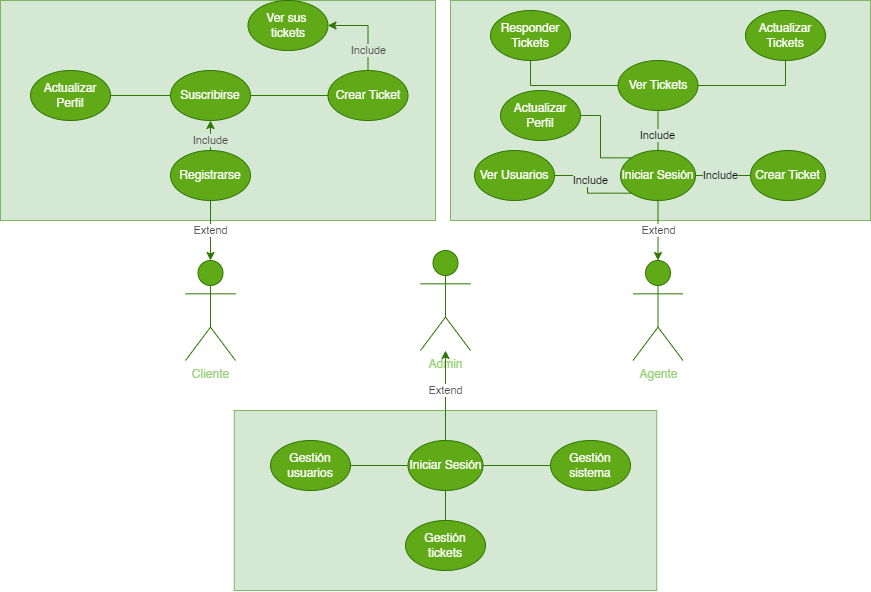 Ver sus
tickets
Include
Actualizar
Perfil
Suscribirse
Crear Ticket
Include
Registrarse
Extend
Cliente
Responder
Tickets
Actualizar
Tickets
Ver Tickets
Actualizar
Perfil
Include
Ver Usuarios
Include
Iniciar Sesión
Include
Crear Ticket
Extend
Agente
Admin
Extend
Gestión
usuarios
Iniciar Sesión
Gestión
sistema
Gestión
tickets